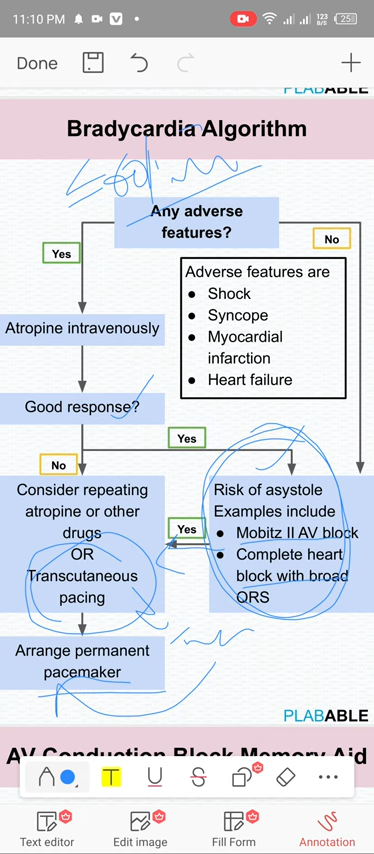 11:10 PM
123
B/S
25
Done
PLABABLE
Bradycardia Algorithm
Any adverse
features?
Yes
No
Adverse features are
● Shock
● Syncope
● Myocardial
infarction
● Heart failure
Atropine intravenously
Good response?
Yes
No
Consider repeating
atropine or other
drugs
OR
Transcutaneous
pacing
Yes
Risk of asystole
Examples include
● Mobitz II AV block
● Complete heart
block with broad
QRS
Arrange permanent
pacemaker
PLABABLE
AV Conduction Block Memory Aid
T U S
Text editor
Edit image
Fill Form
Annotation